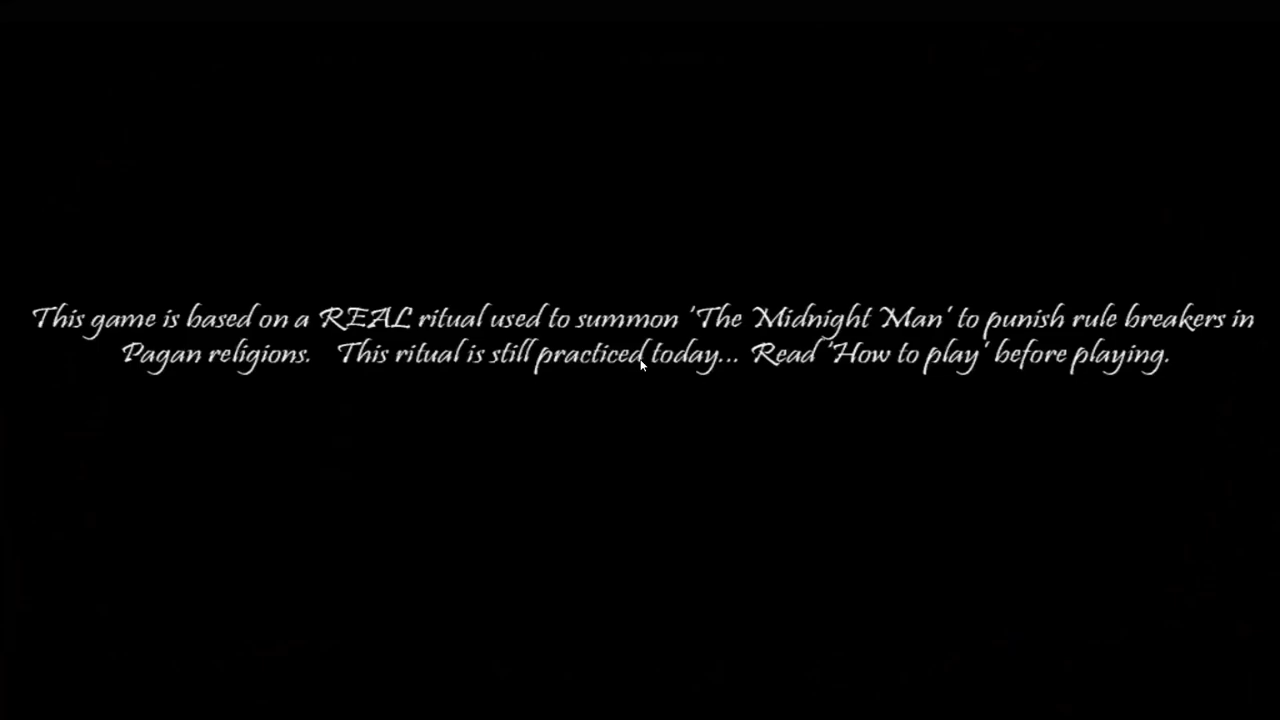 This game is based on a REAL ritual used to summon 'The Midnight Man' to punish rule breakers in
Pagan religions. This ritual is still practiced today... Read 'How to play' before playing.